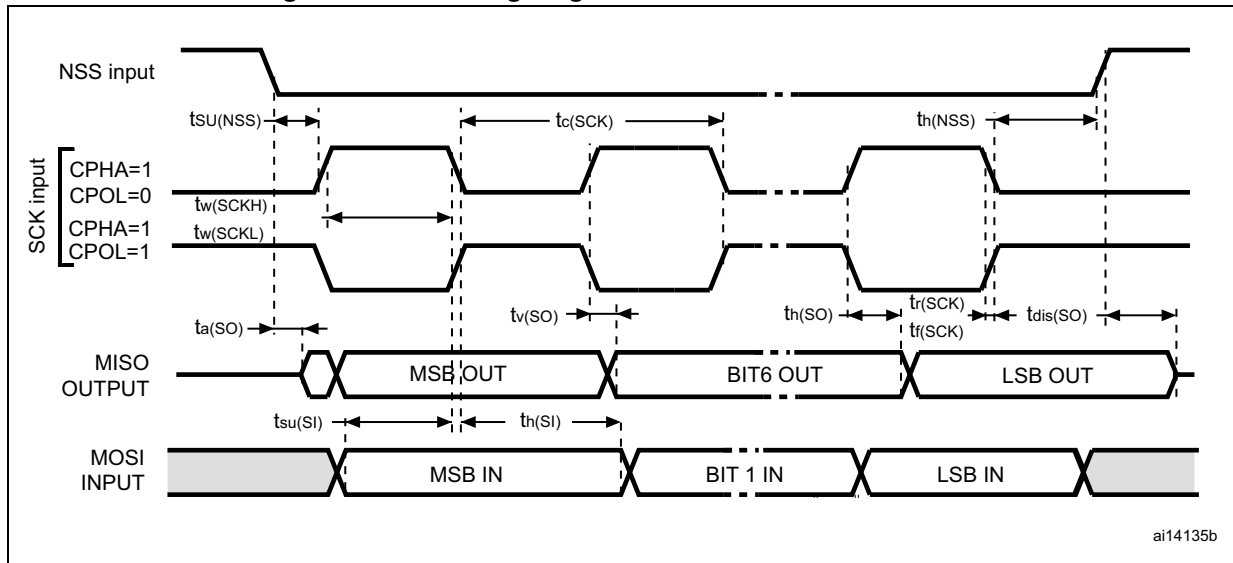 NSS input
tSU(NSS)
tc(SCK)
th(NSS)
SCK input
CPHA=1
CPOL=0
tw(SCKH)
CPHA=1
tw(SCKL)
CPOL=1
ta(SO)
tv(SO)
th(SO)
tr(SCK)
tf(SCK)
tdis(SO)
MISO
OUTPUT
MSB OUT
BIT6 OUT
LSB OUT
tsu(SI)
th(SI)
MOSI
INPUT
MSB IN
BIT 1 IN
LSB IN
ai14135b